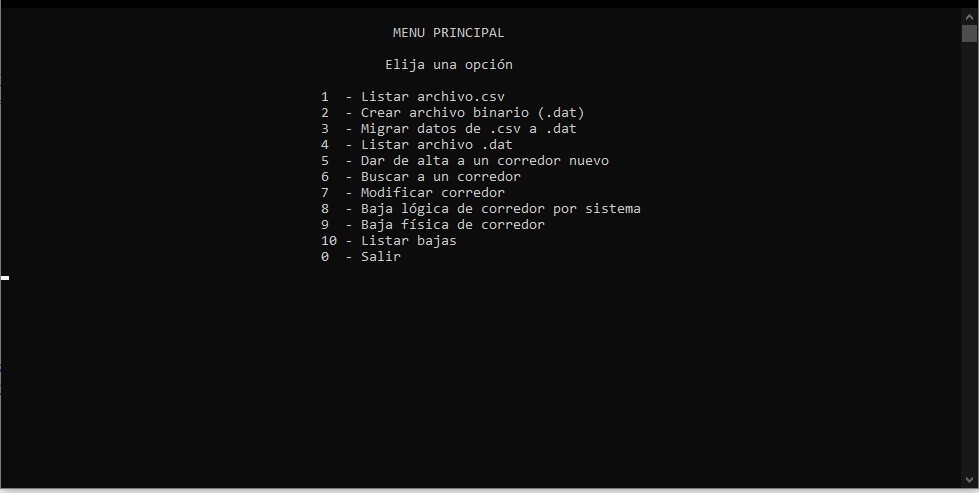 MENU PRINCIPAL
Elija una opción
1 - Listar archivo.csv
2 - Crear archivo binario (.dat)
3 - Migrar datos de .csv a .dat
4 - Listar archivo .dat
5 - Dar de alta a un corredor nuevo
6 - Buscar a un corredor
7 - Modificar corredor
8 - Baja lógica de corredor por sistema
9 - Baja física de corredor
10 - Listar bajas
0 - Salir